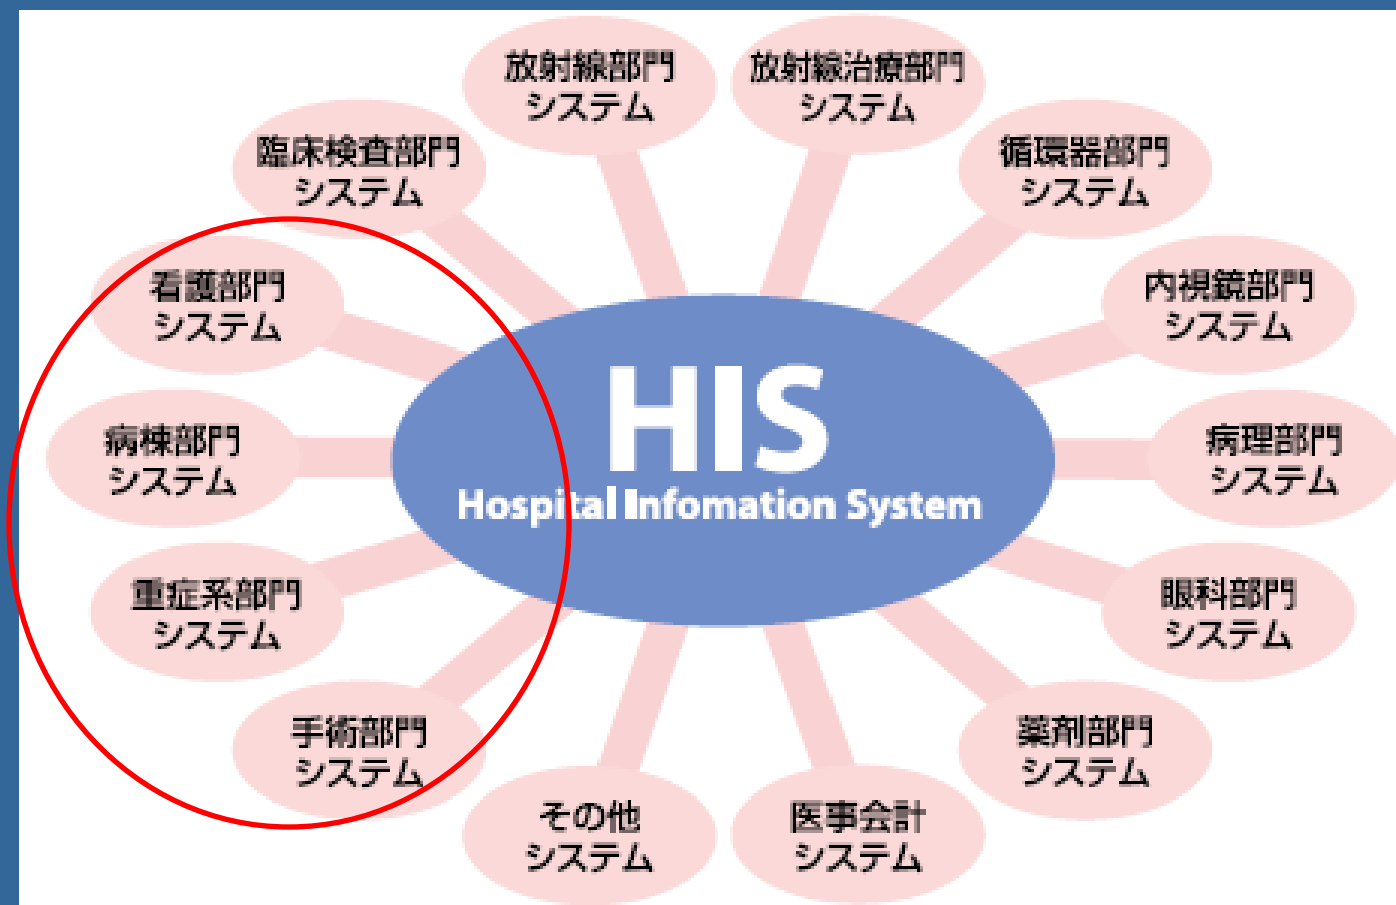 放射線部門
システム
放射線治療部門
システム
臨床検査部門
システム
循環器部門
システム
看護部門
システム
内視鏡部門
システム
HIS
Hospital Infomation System
病棟部門
システム
病理部門
システム
重症系部門
システム
眼科部門
システム
手術部門
システム
薬剤部門
システム
その他
システム
医事会計
システム